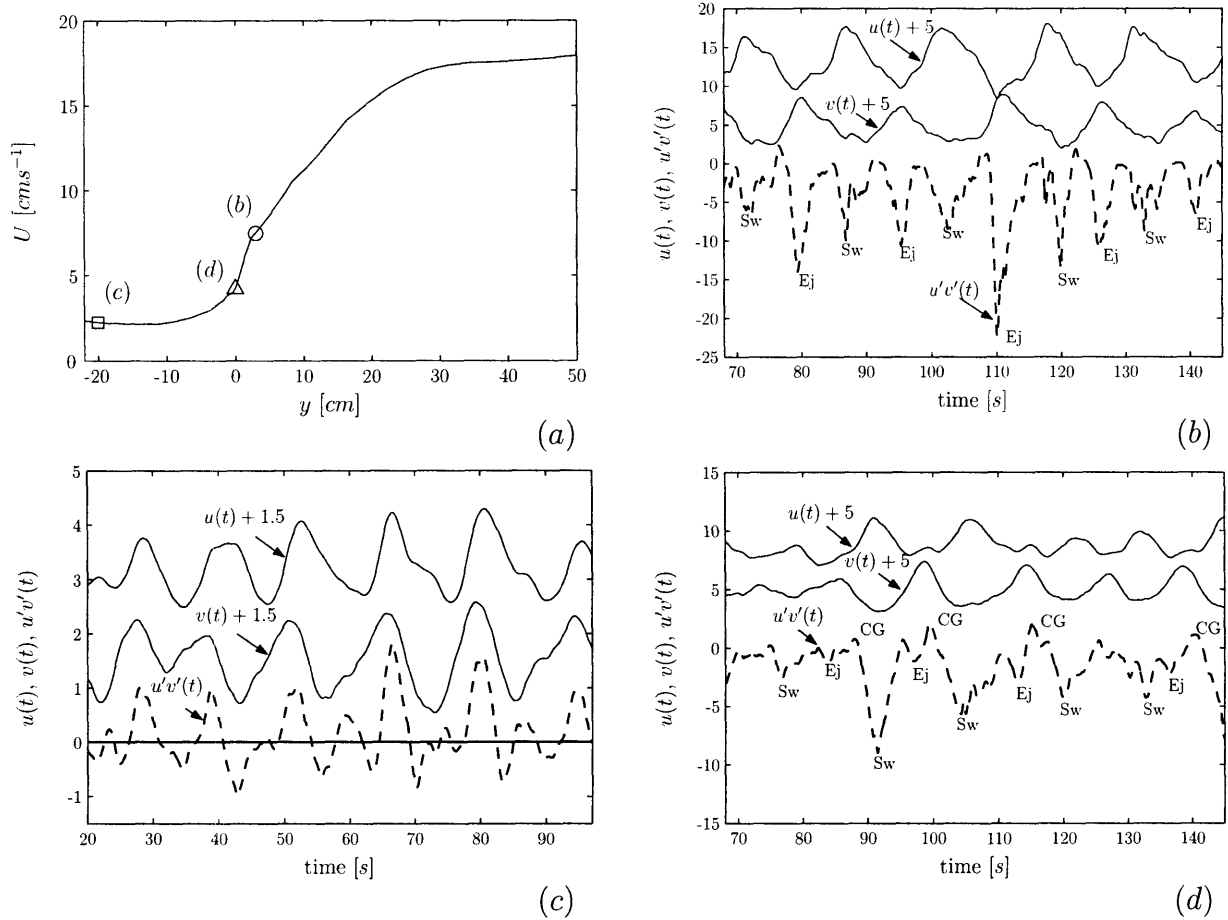 20
15
10
5
0
U [cms⁻¹]
(b)
(d)
(c)
-20 -10 0 10 20 30 40 50
y [cm]
(a)
20
15
10
5
0
-5
-10
-15
-20
-25
u(t), v(t), u'v'(t)
u(t) + 5
v(t) + 5
Sw
Ej
Sw
Ej
Sw
u'v'(t)
Ej
Sw
Ej
Sw
Ej
70 80 90 100 110 120 130 140
time [s]
(b)
5
4
3
2
1
0
-1
u(t), v(t), u'v'(t)
u(t) + 1.5
v(t) + 1.5
u'v'(t)
20 30 40 50 60 70 80 90
time [s]
(c)
15
10
5
0
-5
-10
-15
u(t), v(t), u'v'(t)
u(t) + 5
v(t) + 5
u'v'(t)
CG
CG
CG
CG
Sw
Ej
Sw
Ej
Sw
Ej
Sw
Sw
Ej
70 80 90 100 110 120 130 140
time [s]
(d)